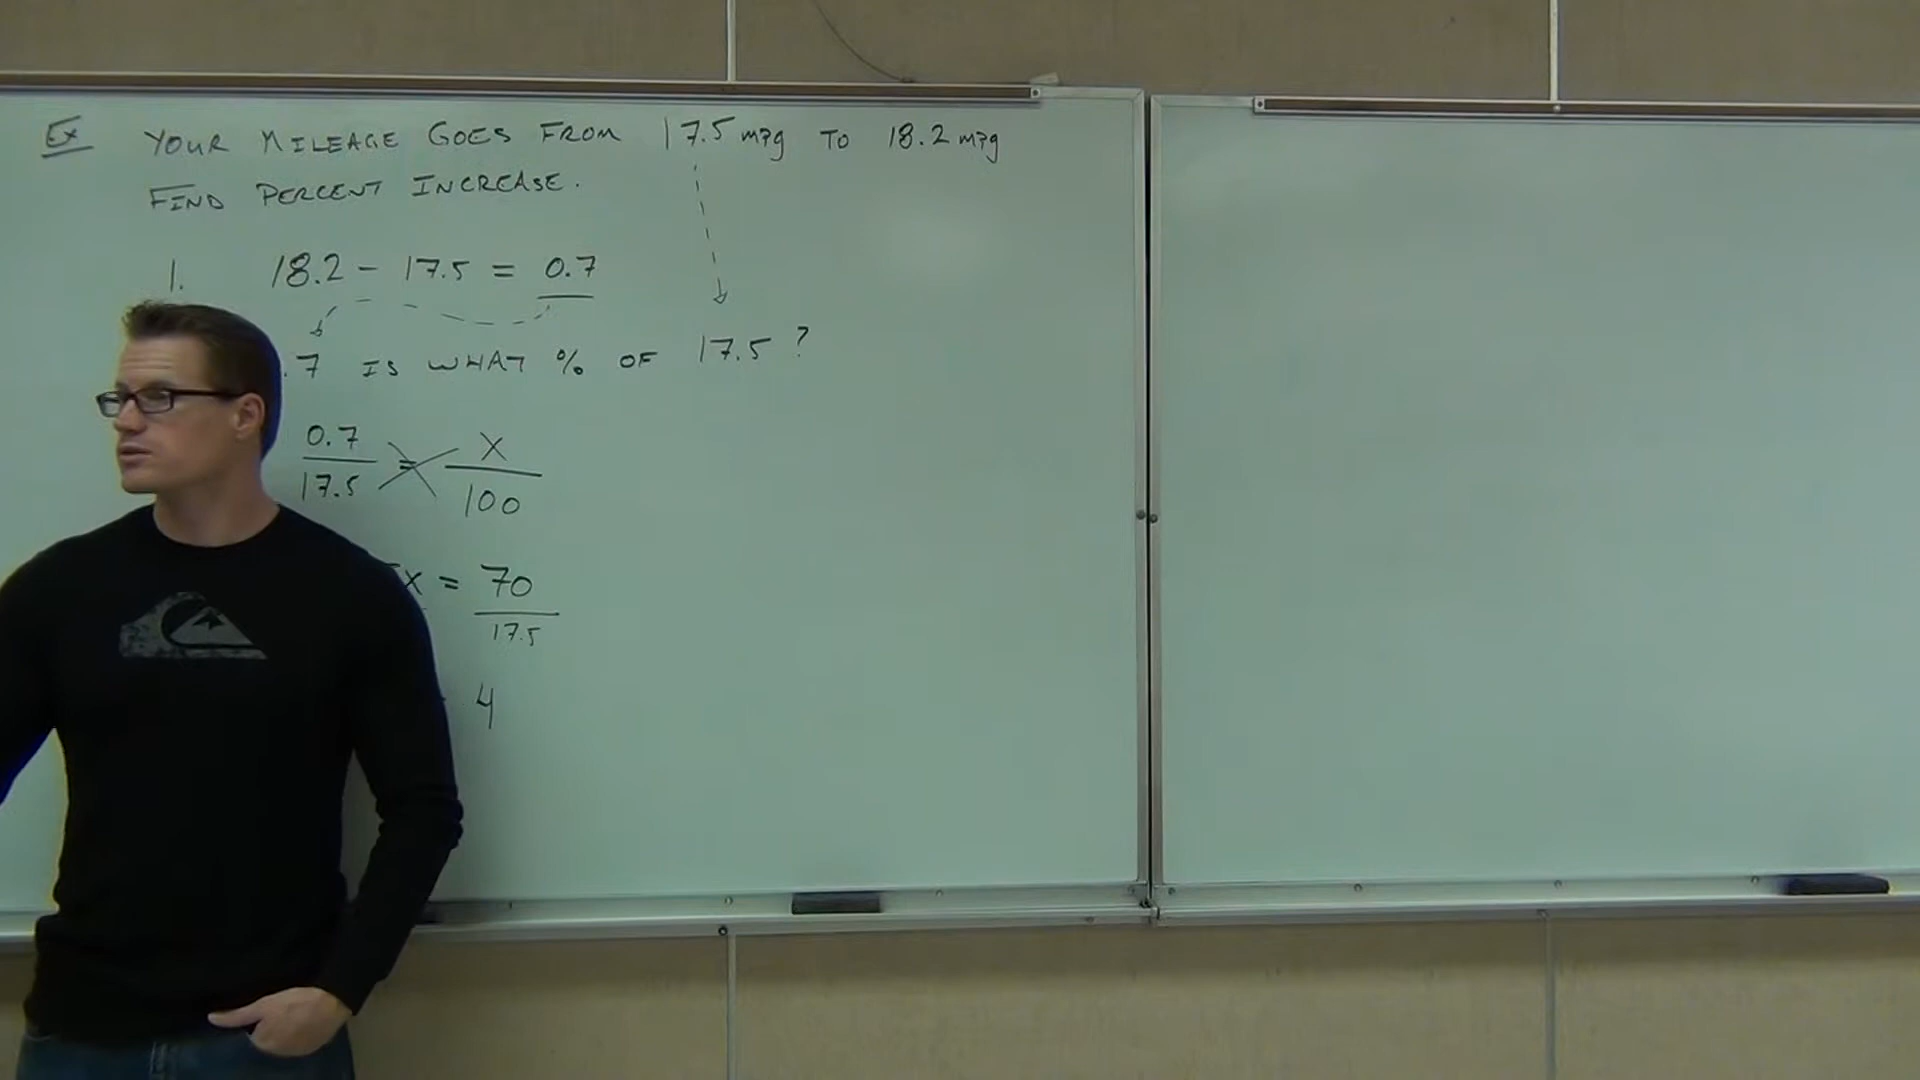 Ex YOUR MILEAGE GOES FROM 17.5 mpg TO 18.2 mpg
FIND PERCENT INCREASE.
1. 18.2 - 17.5 = 0.7
.7 IS WHAT % OF 17.5 ?
0.7 = X
17.5 100
x = 70
17.5
4